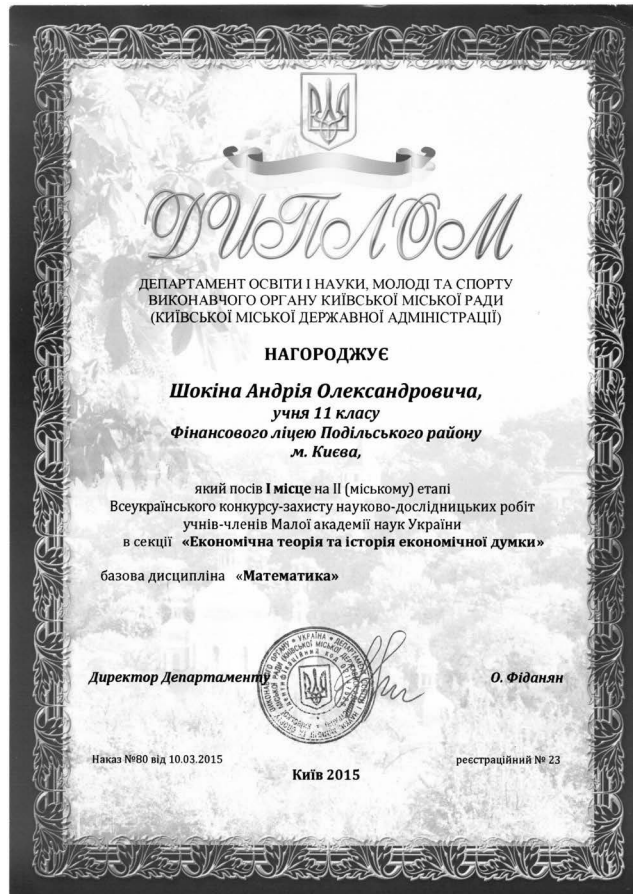 ДИПЛОМ
ДЕПАРТАМЕНТ ОСВІТИ І НАУКИ, МОЛОДІ ТА СПОРТУ
ВИКОНАВЧОГО ОРГАНУ КИЇВСЬКОЇ МІСЬКОЇ РАДИ
(КИЇВСЬКОЇ МІСЬКОЇ ДЕРЖАВНОЇ АДМІНІСТРАЦІЇ)
НАГОРОДЖУЄ
Шокіна Андрія Олександровича,
учня 11 класу
Фінансового ліцею Подільського району
м. Києва,
який посів І місце на ІІ (міському) етапі
Всеукраїнського конкурсу-захисту науково-дослідницьких робіт
учнів-членів Малої академії наук України
в секції «Економічна теорія та історія економічної думки»
базова дисципліна «Математика»
Директор Департаменту
О. Фіданян
Наказ №80 від 10.03.2015
реєстраційний № 23
Київ 2015